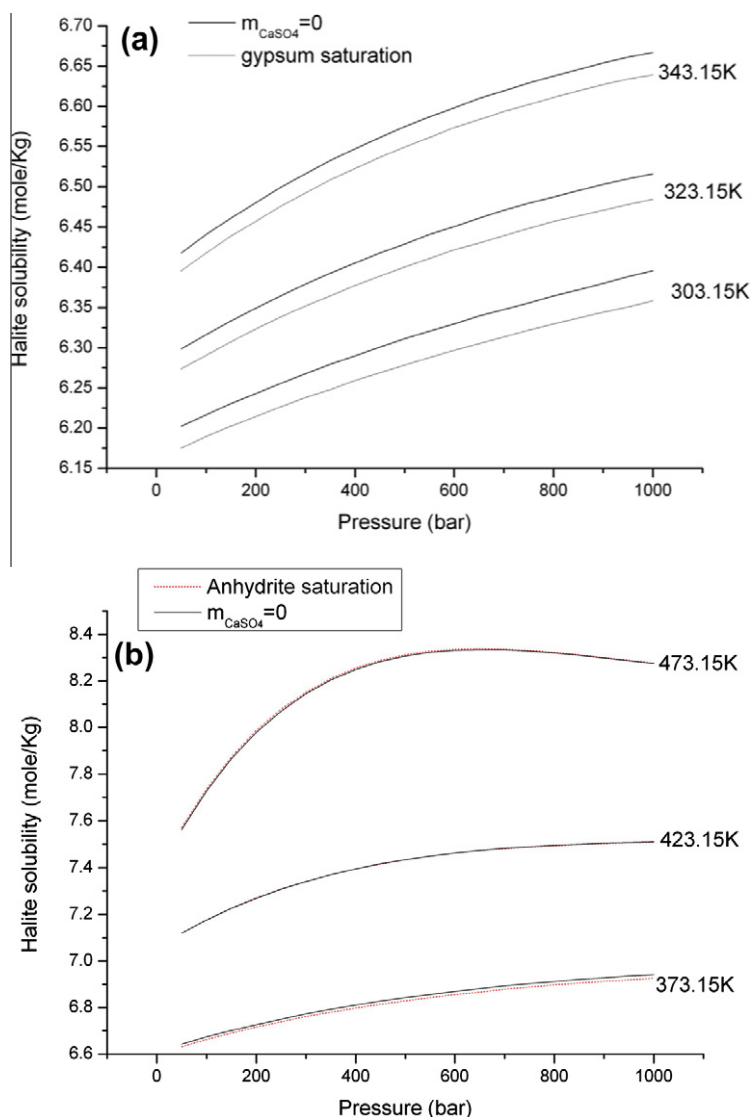 (a)
m_CaSO4=0
gypsum saturation
6.70
6.65
6.60
6.55
6.50
6.45
6.40
6.35
6.30
6.25
6.20
6.15
Halite solubility (mole/Kg)
343.15K
323.15K
303.15K
0 200 400 600 800 1000
Pressure (bar)
Anhydrite saturation
m_CaSO4=0
(b)
8.4
8.2
8.0
7.8
7.6
7.4
7.2
7.0
6.8
6.6
Halite solubility (mole/Kg)
473.15K
423.15K
373.15K
0 200 400 600 800 1000
Pressure (bar)